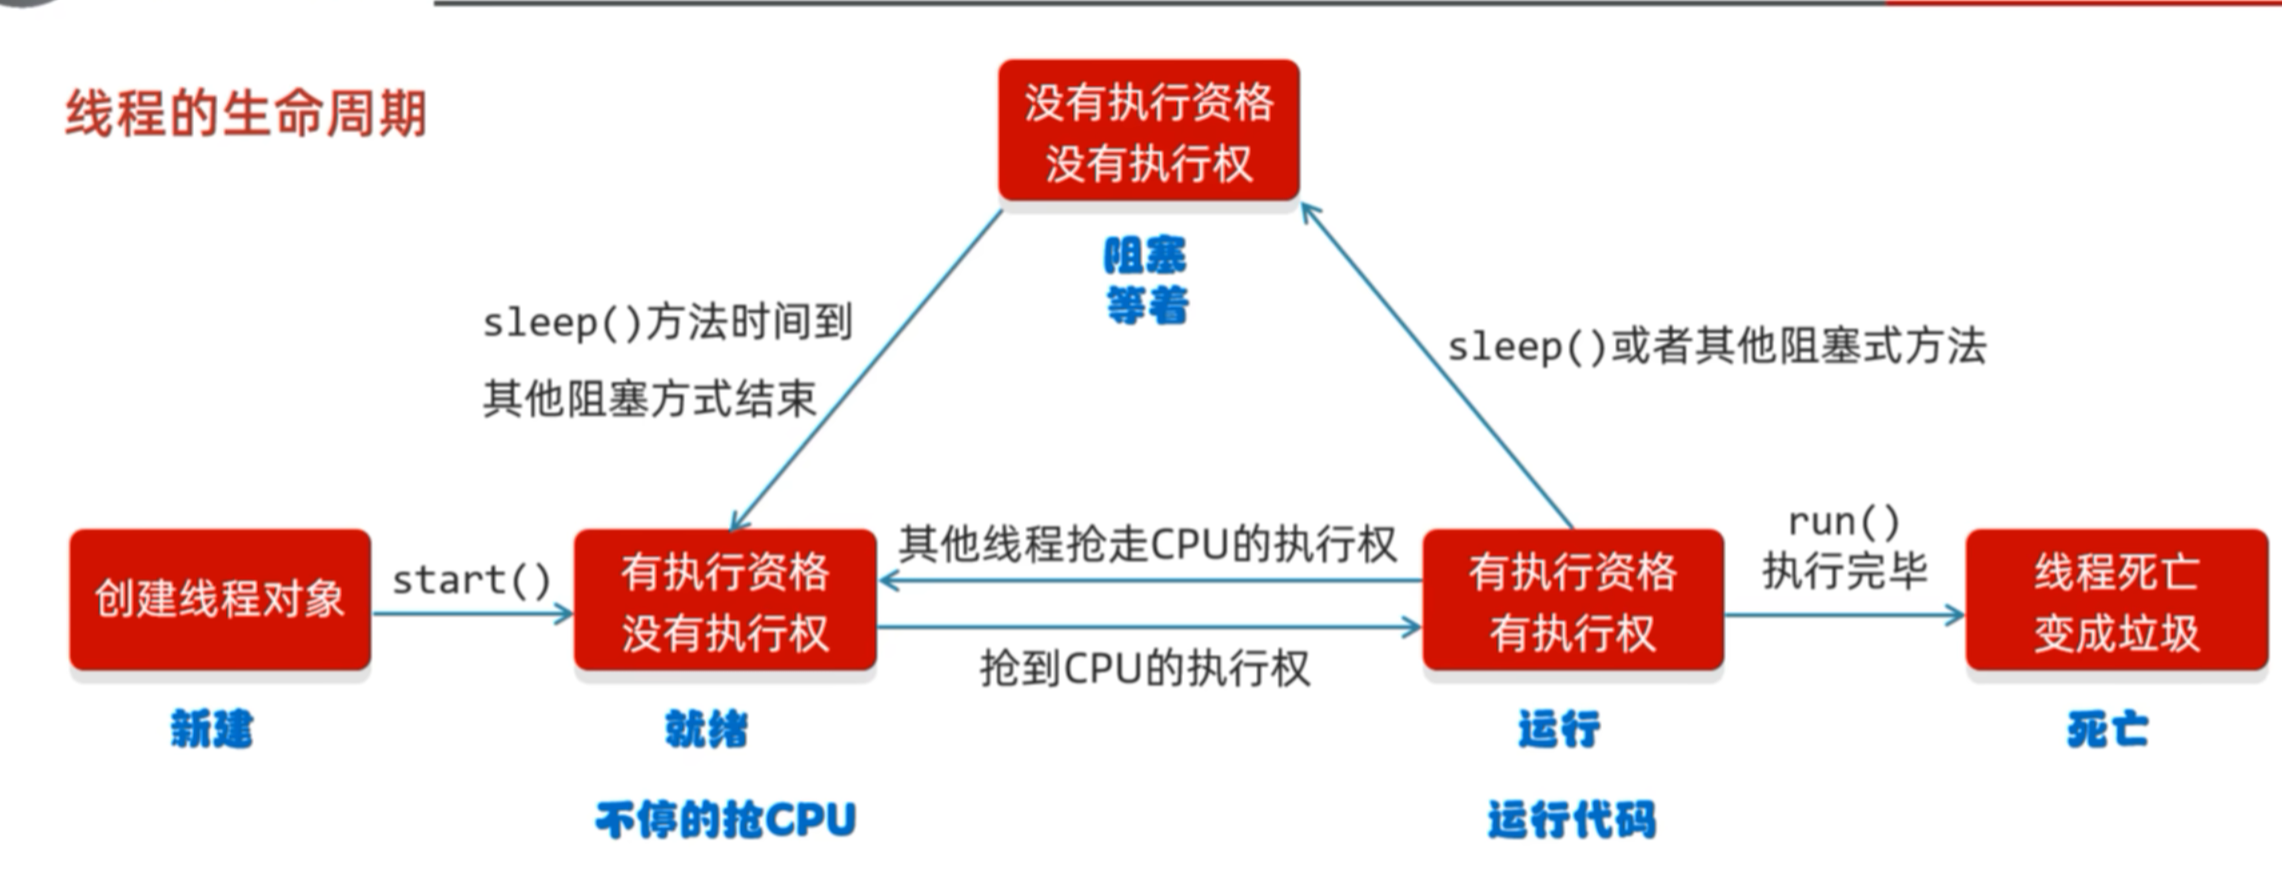 线程的生命周期
没有执行资格
没有执行权
阻塞
等着
sleep()方法时间到
其他阻塞方式结束
sleep()或者其他阻塞式方法
创建线程对象
start()
有执行资格
没有执行权
其他线程抢走CPU的执行权
抢到CPU的执行权
有执行资格
有执行权
run()
执行完毕
线程死亡
变成垃圾
新建
就绪
运行
死亡
不停的抢CPU
运行代码